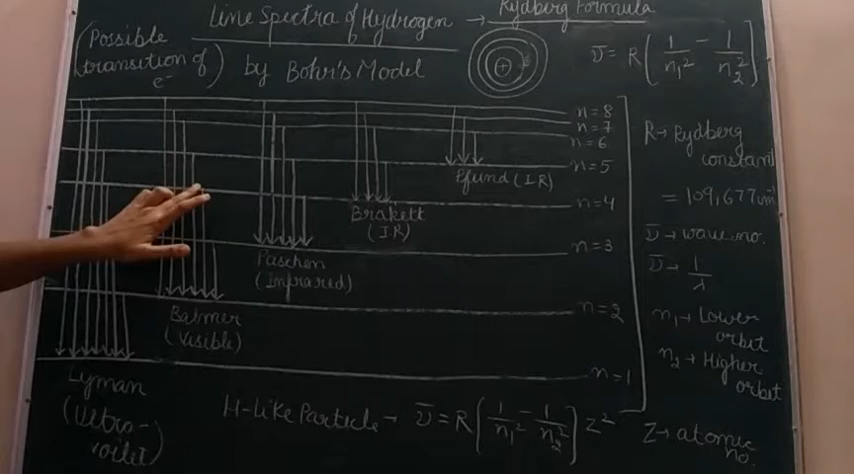 Line Spectra of Hydrogen → Rydberg Formula
by Bohr's Model
(Possible
transition of
e⁻)
ν̄ = R[1/n₁² - 1/n₂²]
+
n=8
n=7
n=6
n=5
n=4
n=3
n=2
n=1
Pfund (IR)
Brakett
(IR)
Paschen
(Infrared)
Balmer
(Visible)
Lyman
(Ultra-
voilet)
R→ Rydberg
constant
= 109,677 cm⁻¹
ν̄ → wave no.
ν̄ → 1/λ
n₁ → Lower
orbit
n₂ → Higher
orbit
H-Like Particle → ν̄ = R[1/n₁² - 1/n₂²] Z²
Z → atomic
no.